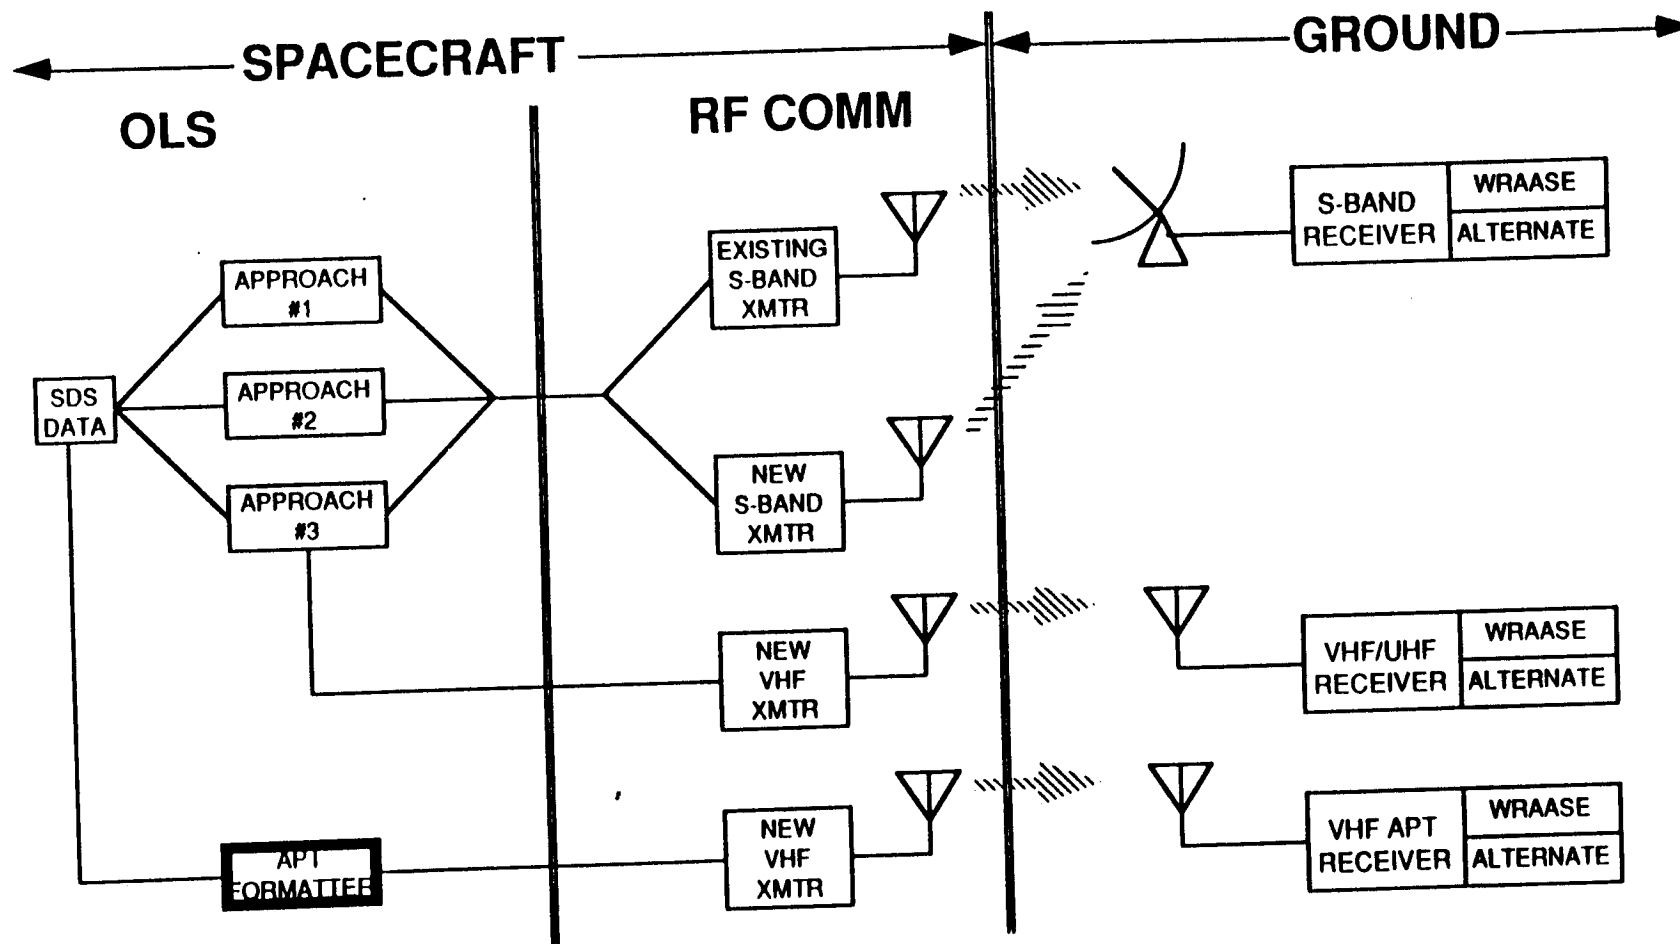 SPACECRAFT
GROUND
OLS
RF COMM
APPROACH
#1
SDS
DATA
APPROACH
#2
APPROACH
#3
APT
FORMATTER
EXISTING
S-BAND
XMTR
NEW
S-BAND
XMTR
NEW
VHF
XMTR
NEW
VHF
XMTR
S-BAND
RECEIVER
WRAASE
ALTERNATE
VHF/UHF
RECEIVER
WRAASE
ALTERNATE
VHF APT
RECEIVER
WRAASE
ALTERNATE